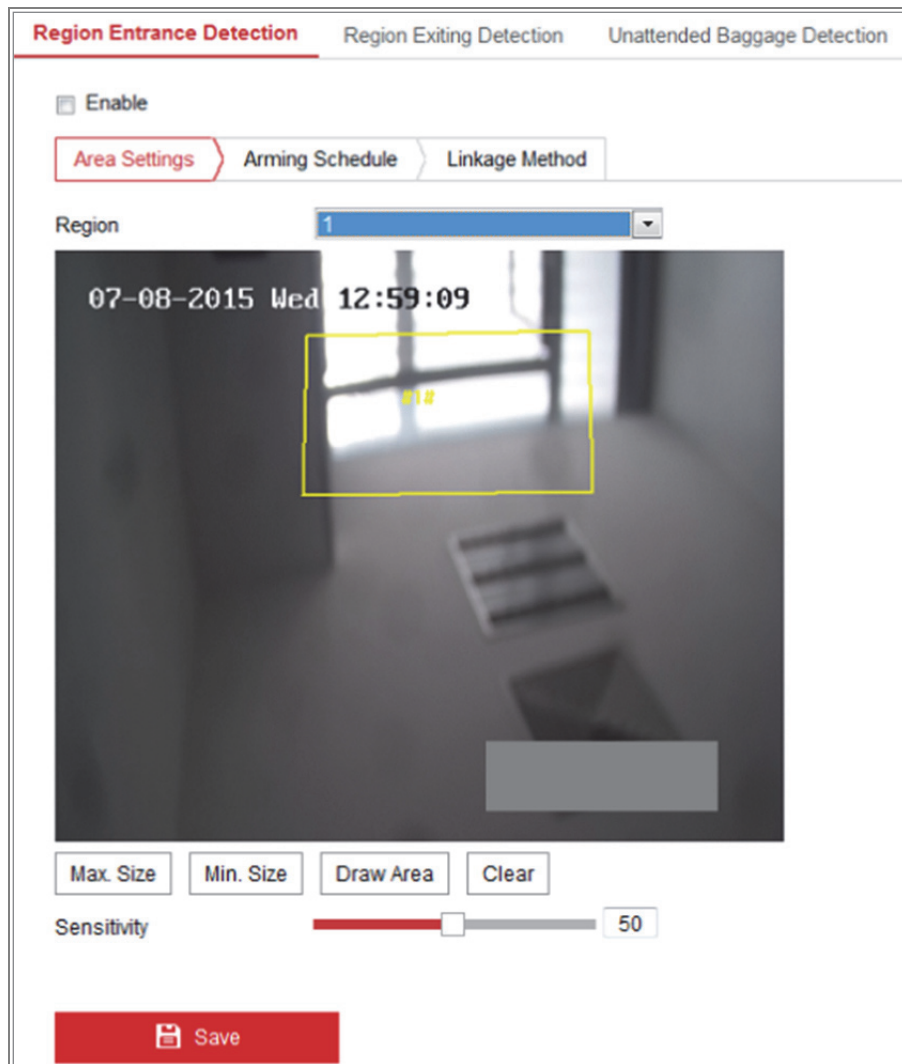 Region Entrance Detection Region Exiting Detection Unattended Baggage Detection
Enable
Area Settings Arming Schedule Linkage Method
Region 1
07-08-2015 Wed 12:59:09
#1#
Max. Size Min. Size Draw Area Clear
Sensitivity 50
Save